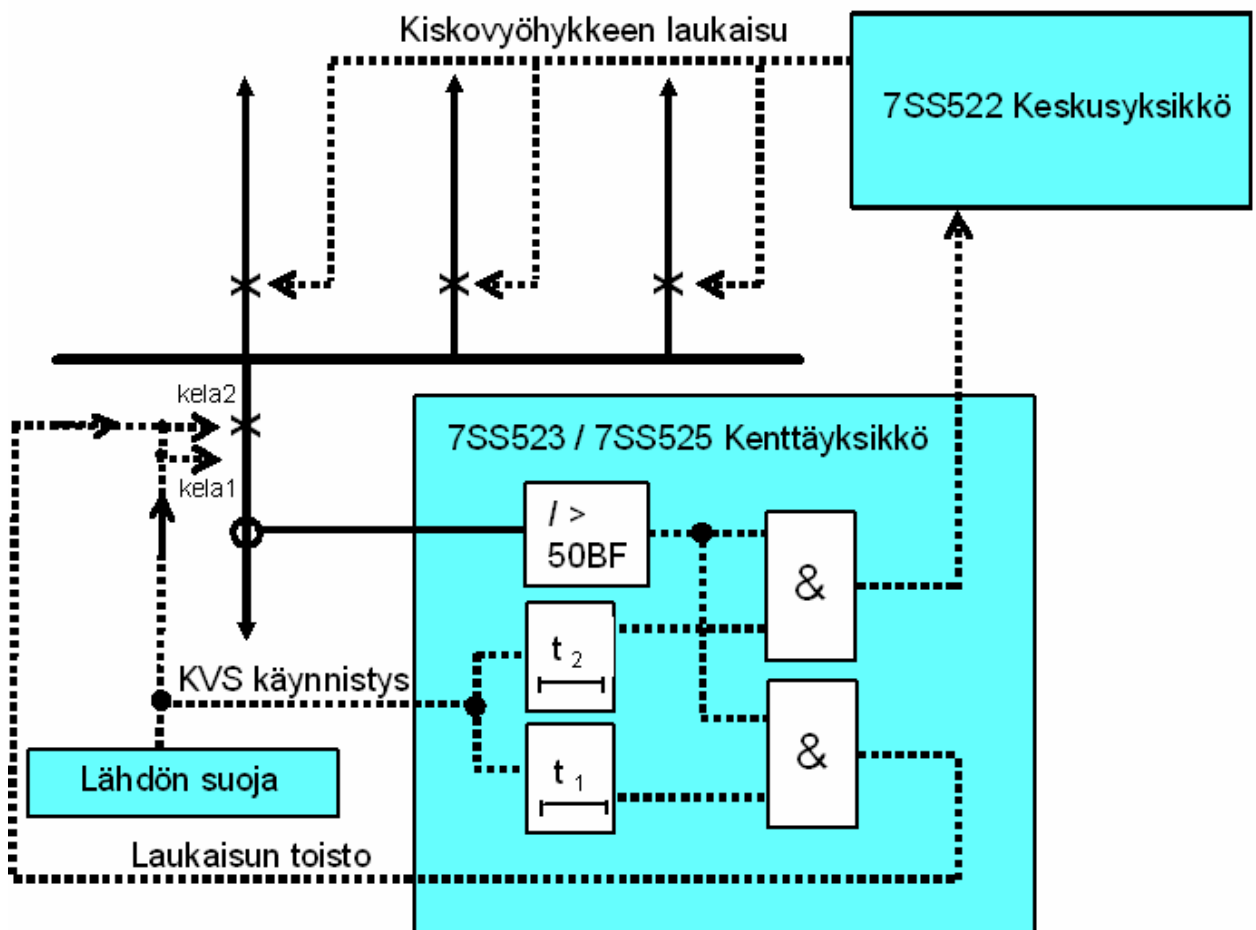 Kiskovyöhykkeen laukaisu
7SS522 Keskusyksikkö
kela2
kela1
7SS523 / 7SS525 Kenttäyksikkö
I >
50BF
&
t 2
KVS käynnistys
t 1
&
Lähdön suoja
Laukaisun toisto